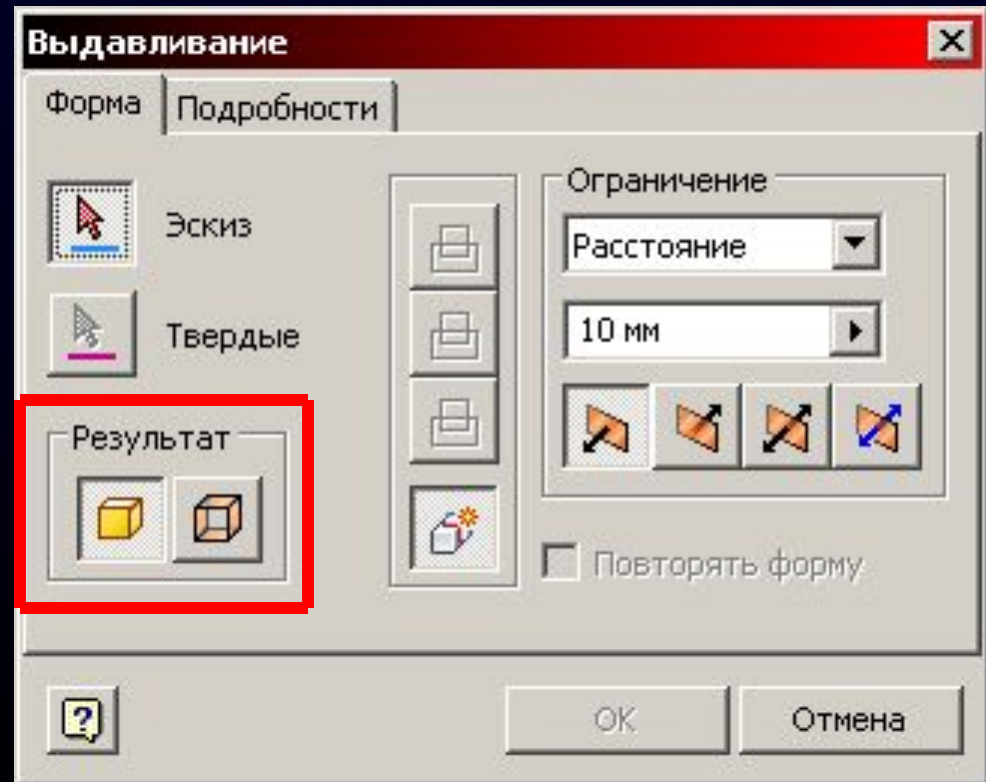 Выдавливание
Форма
Подробности
Эскиз
Твердые
Результат
Ограничение
Расстояние
10 мм
Повторять форму
?
OK
Отмена